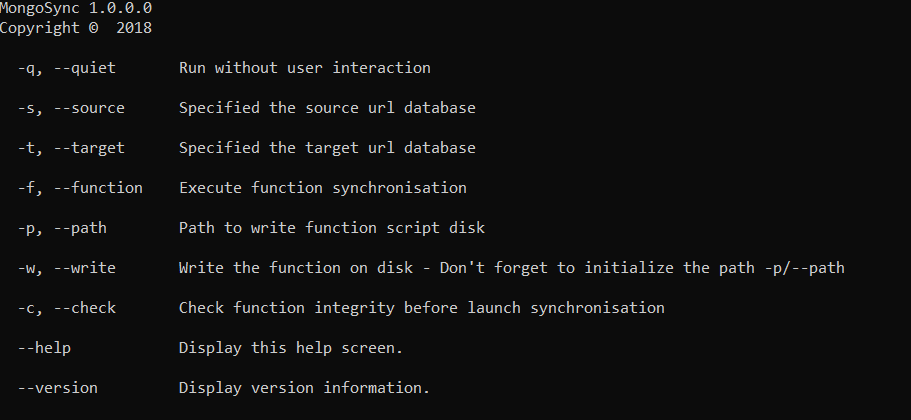 MongoSync 1.0.0.0
Copyright © 2018
-q, --quiet Run without user interaction
-s, --source Specified the source url database
-t, --target Specified the target url database
-f, --function Execute function synchronisation
-p, --path Path to write function script disk
-w, --write Write the function on disk - Don't forget to initialize the path -p/--path
-c, --check Check function integrity before launch synchronisation
--help Display this help screen.
--version Display version information.